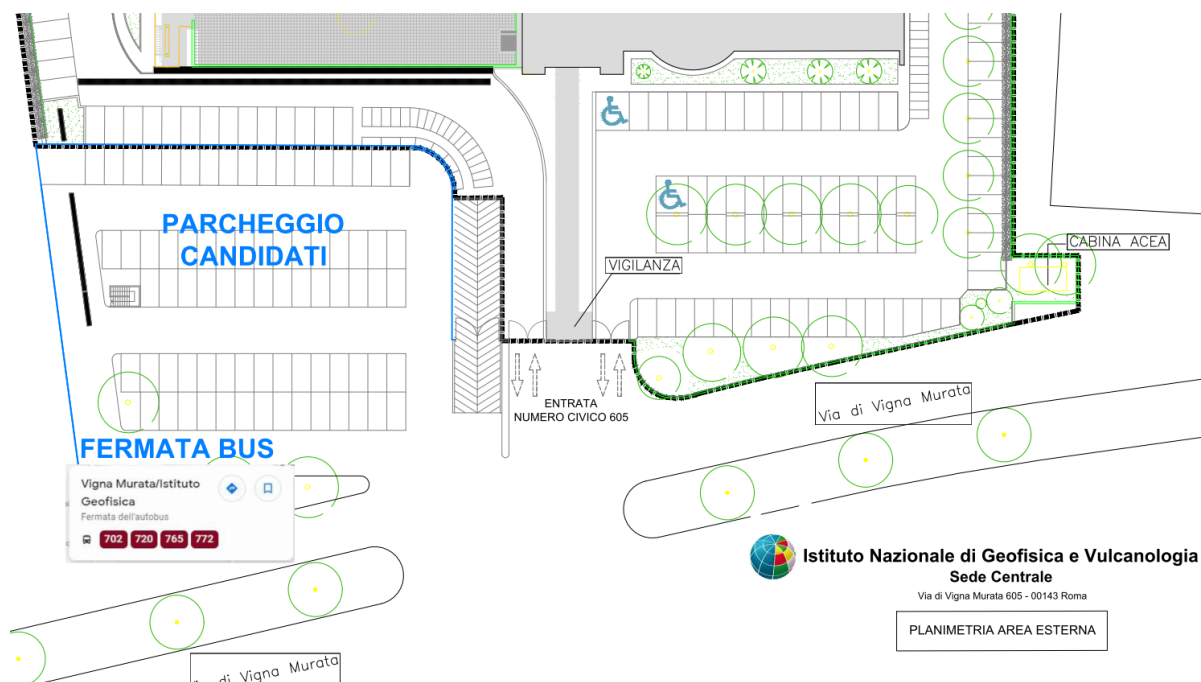 PARCHEGGIO
CANDIDATI
VIGILANZA
CABINA ACEA
ENTRATA
NUMERO CIVICO 605
Via di Vigna Murata
FERMATA BUS
Vigna Murata/Istituto
Geofisica
Fermata dell'autobus
702 720 765 772
Istituto Nazionale di Geofisica e Vulcanologia
Sede Centrale
Via di Vigna Murata 605 - 00143 Roma
PLANIMETRIA AREA ESTERNA
di Vigna Murata